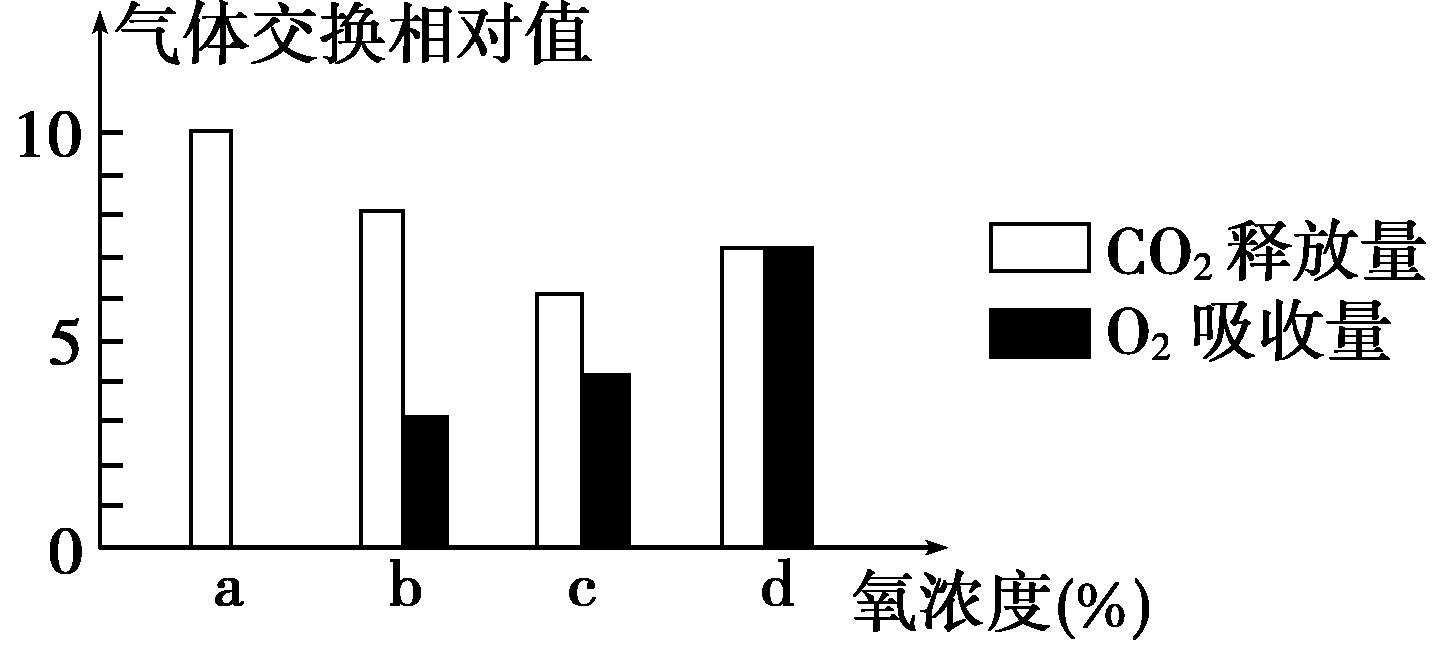 气体交换相对值
10
5
0
a b c d
氧浓度(%)
CO₂ 释放量
O₂ 吸收量